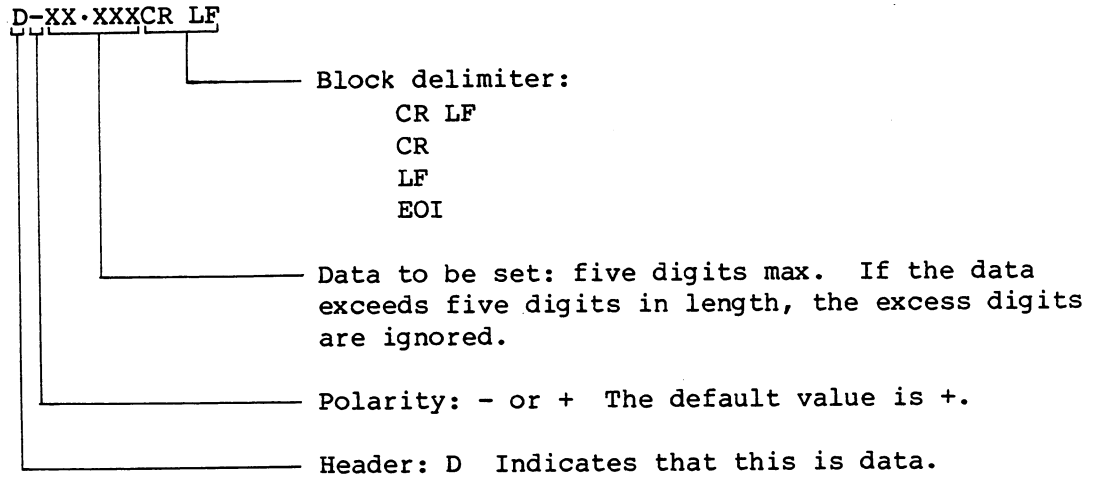 D-XX·XXXCR LF
Block delimiter:
CR LF
CR
LF
EOI
Data to be set: five digits max. If the data
exceeds five digits in length, the excess digits
are ignored.
Polarity: - or + The default value is +.
Header: D Indicates that this is data.